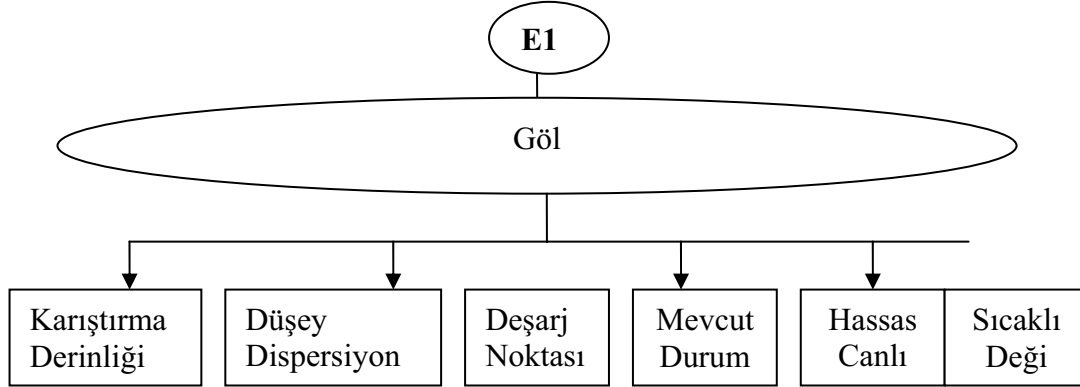 E1
Göl
Karıştırma
Derinliği
Düşey
Dispersiyon
Deşarj
Noktası
Mevcut
Durum
Hassas
Canlı
Sıcaklı
Deği